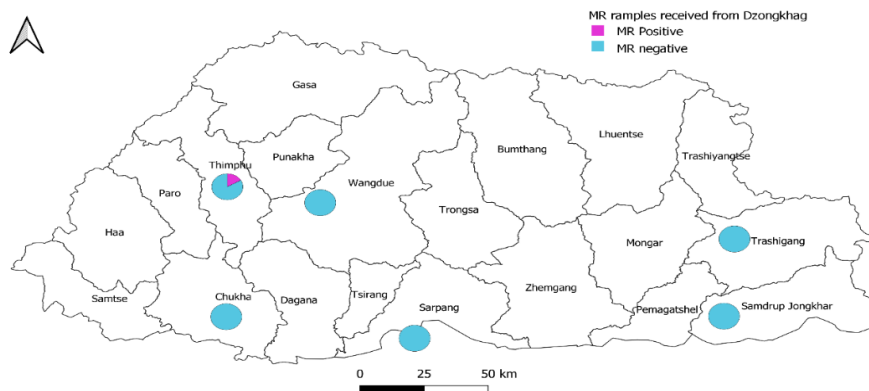 MR ramples received from Dzongkhag
MR Positive
MR negative
Gasa
Lhuentse
Bumthang
Punakha
Trashiyangtse
Thimphu
Wangdue
Paro
Trongsa
Haa
Mongar
Trashigang
Zhemgang
Samtse
Chukha
Dagana
Tsirang
Sarpang
Pemagatshel
Samdrup Jongkhar
0 25 50 km